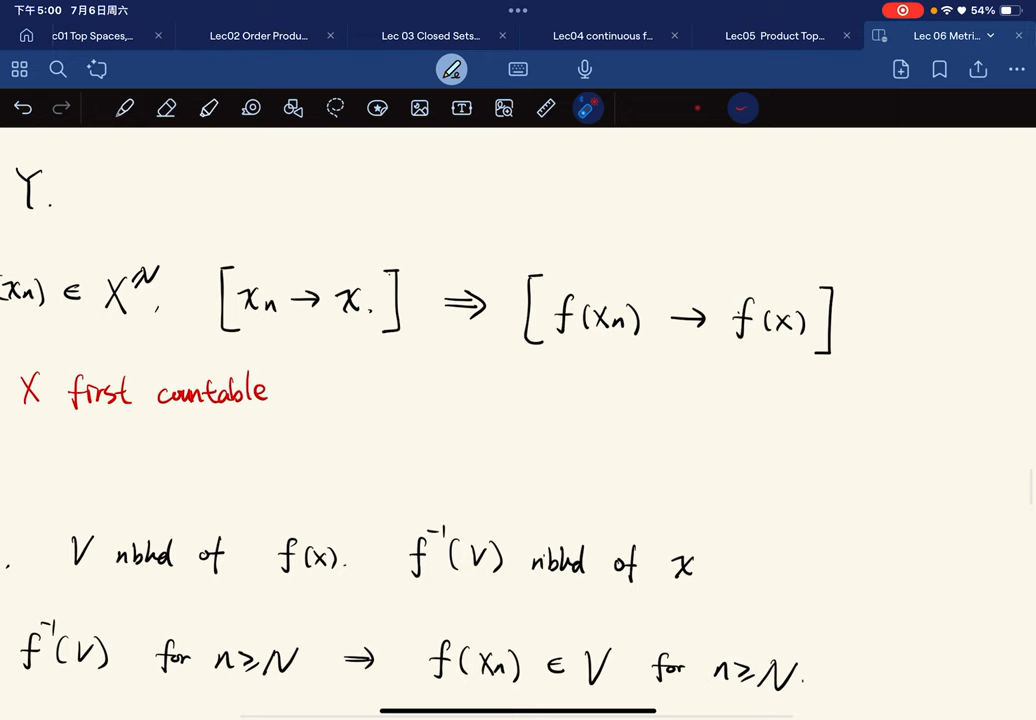 下午5:00 7月6日周六
54%
c01 Top Spaces,...
Lec02 Order Produ...
Lec 03 Closed Sets...
Lec04 continuous f...
Lec05 Product Top...
Lec 06 Metri...
Y.
(xn) ∈ X^N, [xn → x.] ⇒ [f(xn) → f(x)]
X first countable
. V nbhd of f(x). f⁻¹(V) nbhd of x
f⁻¹(V) for n≥N ⇒ f(xn) ∈ V for n≥N.